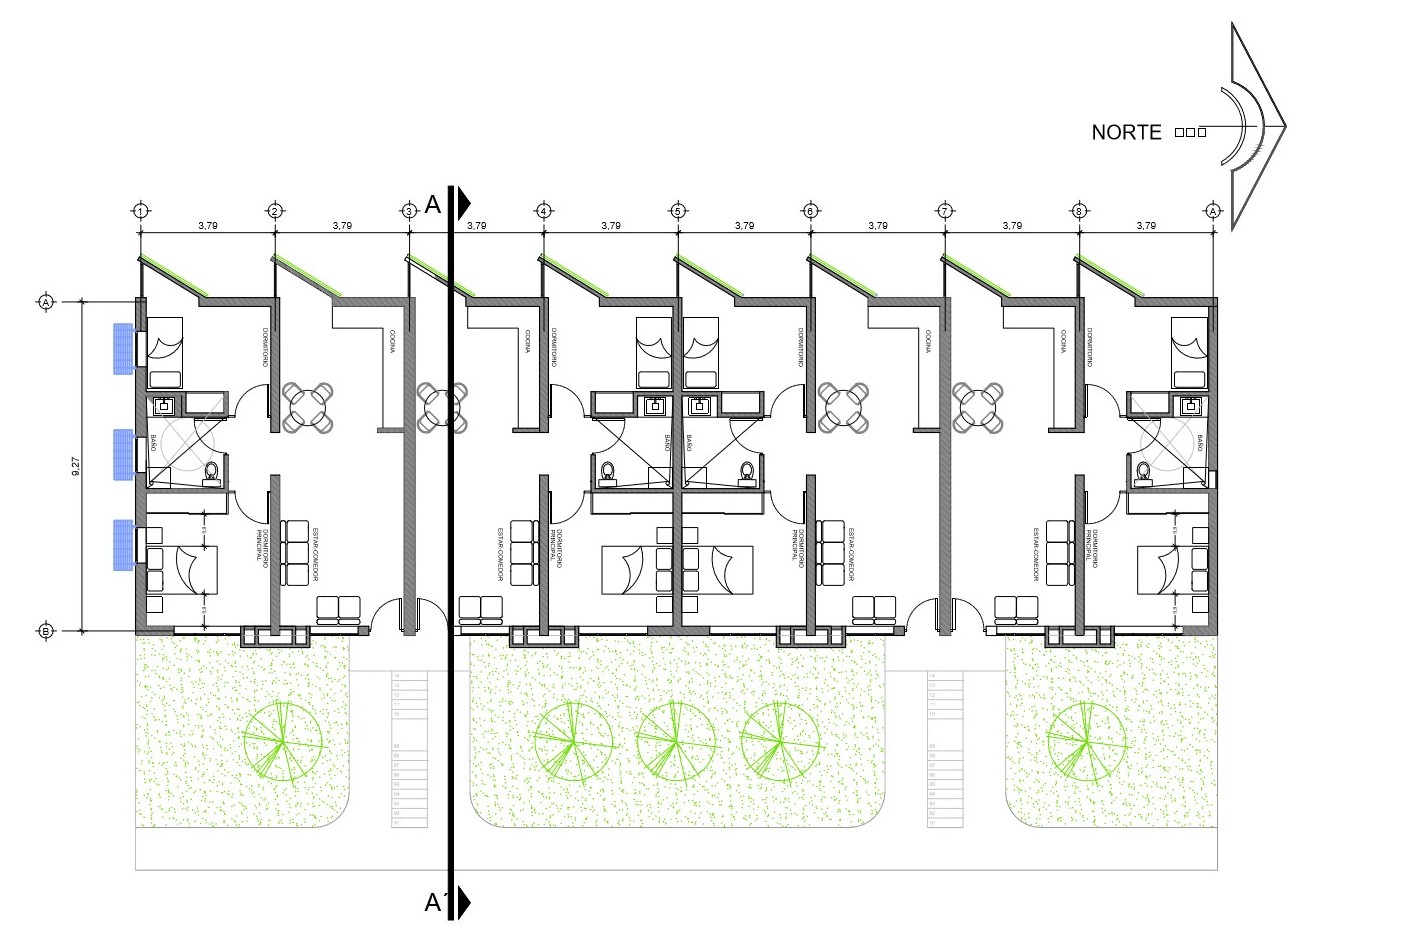 NORTE
A
1 2 3 4 5 6 7 8 A
3,79 3,79 3,79 3,79 3,79 3,79 3,79 3,79
A
9,27
B
DORMITORIO
COCINA
COCINA
DORMITORIO
DORMITORIO
COCINA
COCINA
DORMITORIO
BAÑO
BAÑO
BAÑO
BAÑO
DORMITORIO
PRINCIPAL
ESTAR-COMEDOR
ESTAR-COMEDOR
DORMITORIO
PRINCIPAL
DORMITORIO
PRINCIPAL
ESTAR-COMEDOR
ESTAR-COMEDOR
DORMITORIO
PRINCIPAL
A´